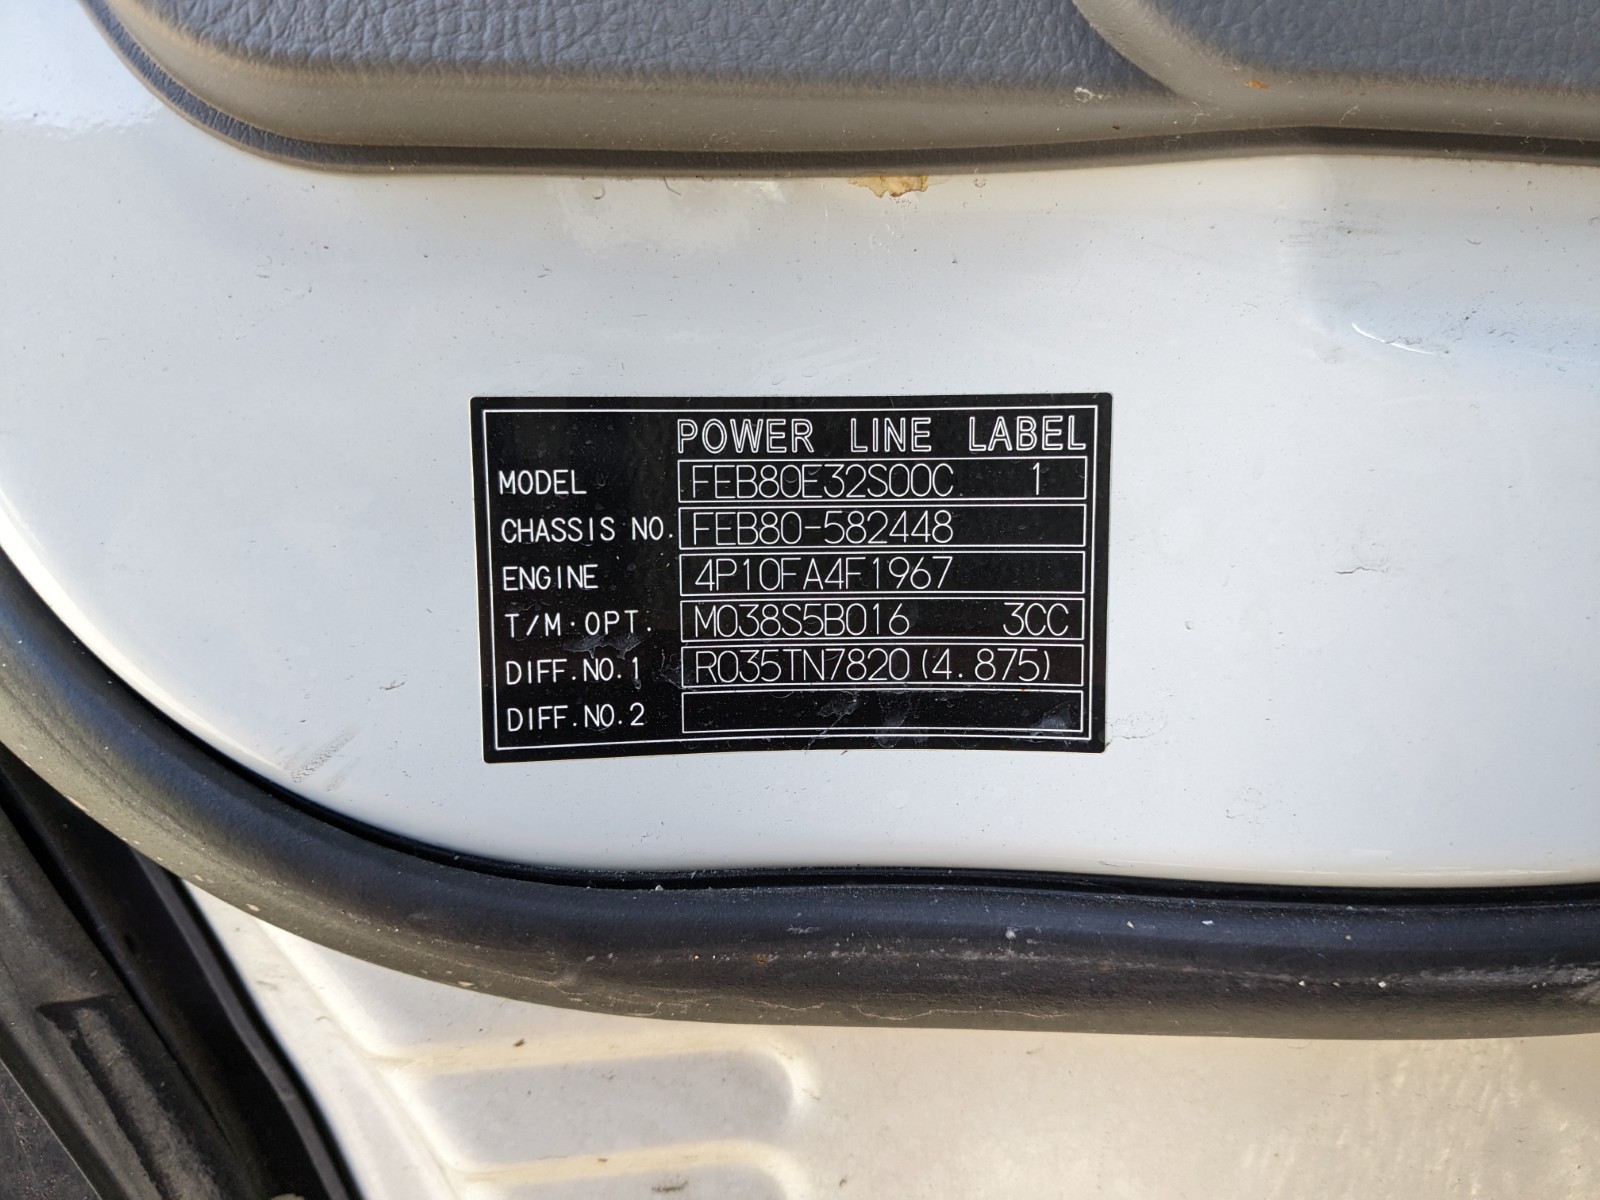 POWER LINE LABEL
MODEL FEB80E32S00C 1
CHASSIS NO. FEB80-582448
ENGINE 4P10FA4F1967
T/M·OPT. M038S5B016 3CC
DIFF.NO.1 R035TN7820(4.875)
DIFF.NO.2